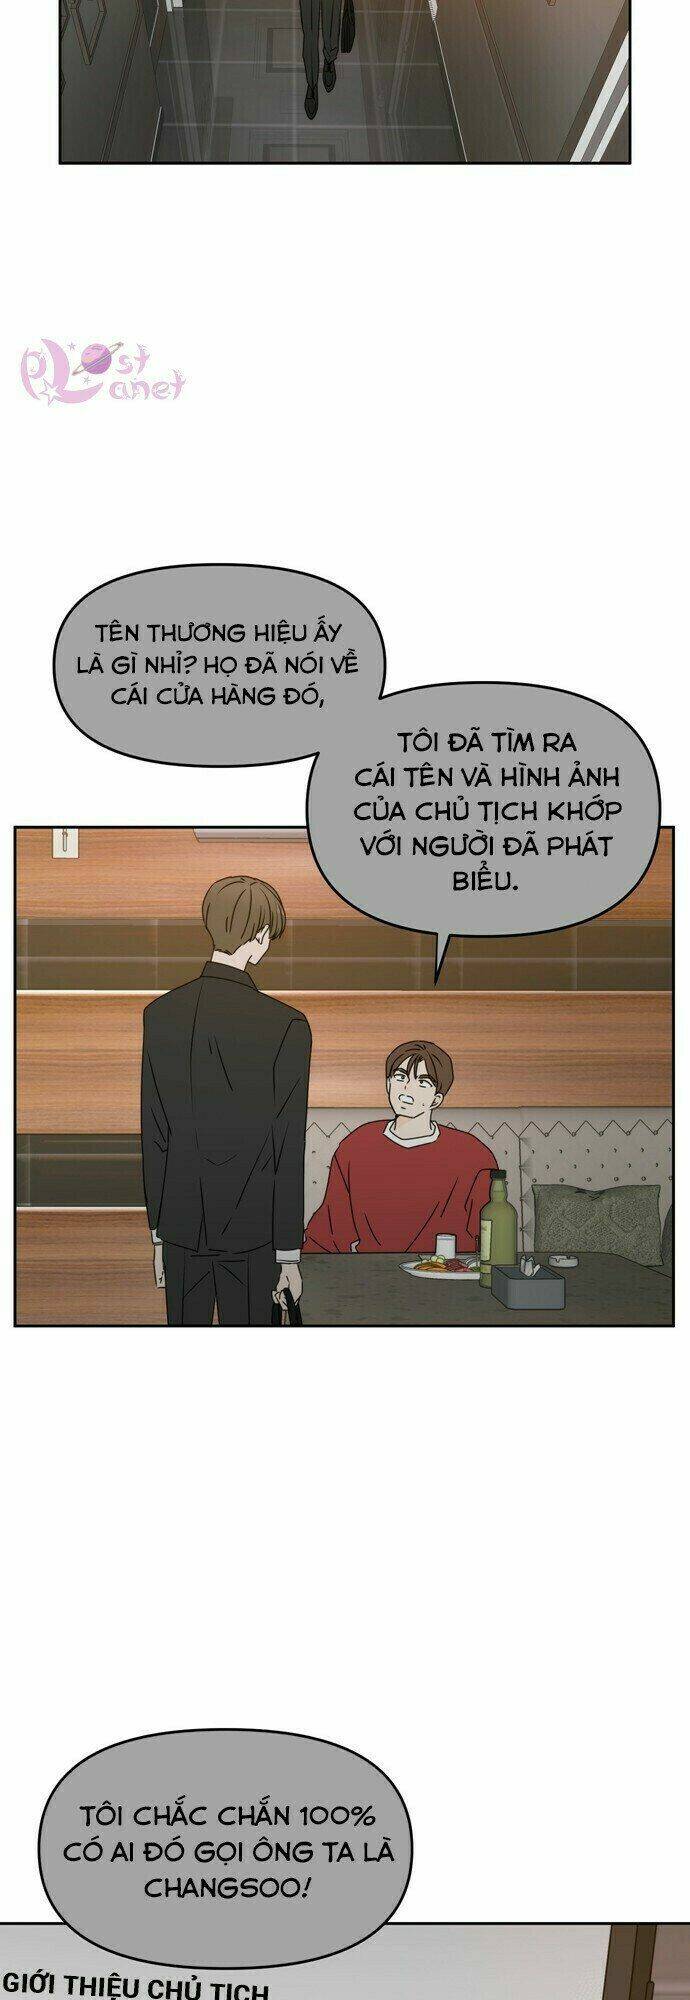 Lost
Planet
TÊN THƯƠNG HIỆU ẤY
LÀ GÌ NHỈ? HỌ ĐÃ NÓI VỀ
CÁI CỬA HÀNG ĐÓ,
TÔI ĐÃ TÌM RA
CÁI TÊN VÀ HÌNH ẢNH
CỦA CHỦ TỊCH KHỚP
VỚI NGƯỜI ĐÃ PHÁT
BIỂU.
TÔI CHẮC CHẮN 100%
CÓ AI ĐÓ GỌI ÔNG TA LÀ
CHANGSOO!
GIỚI THIỆU CHỦ TỊCH